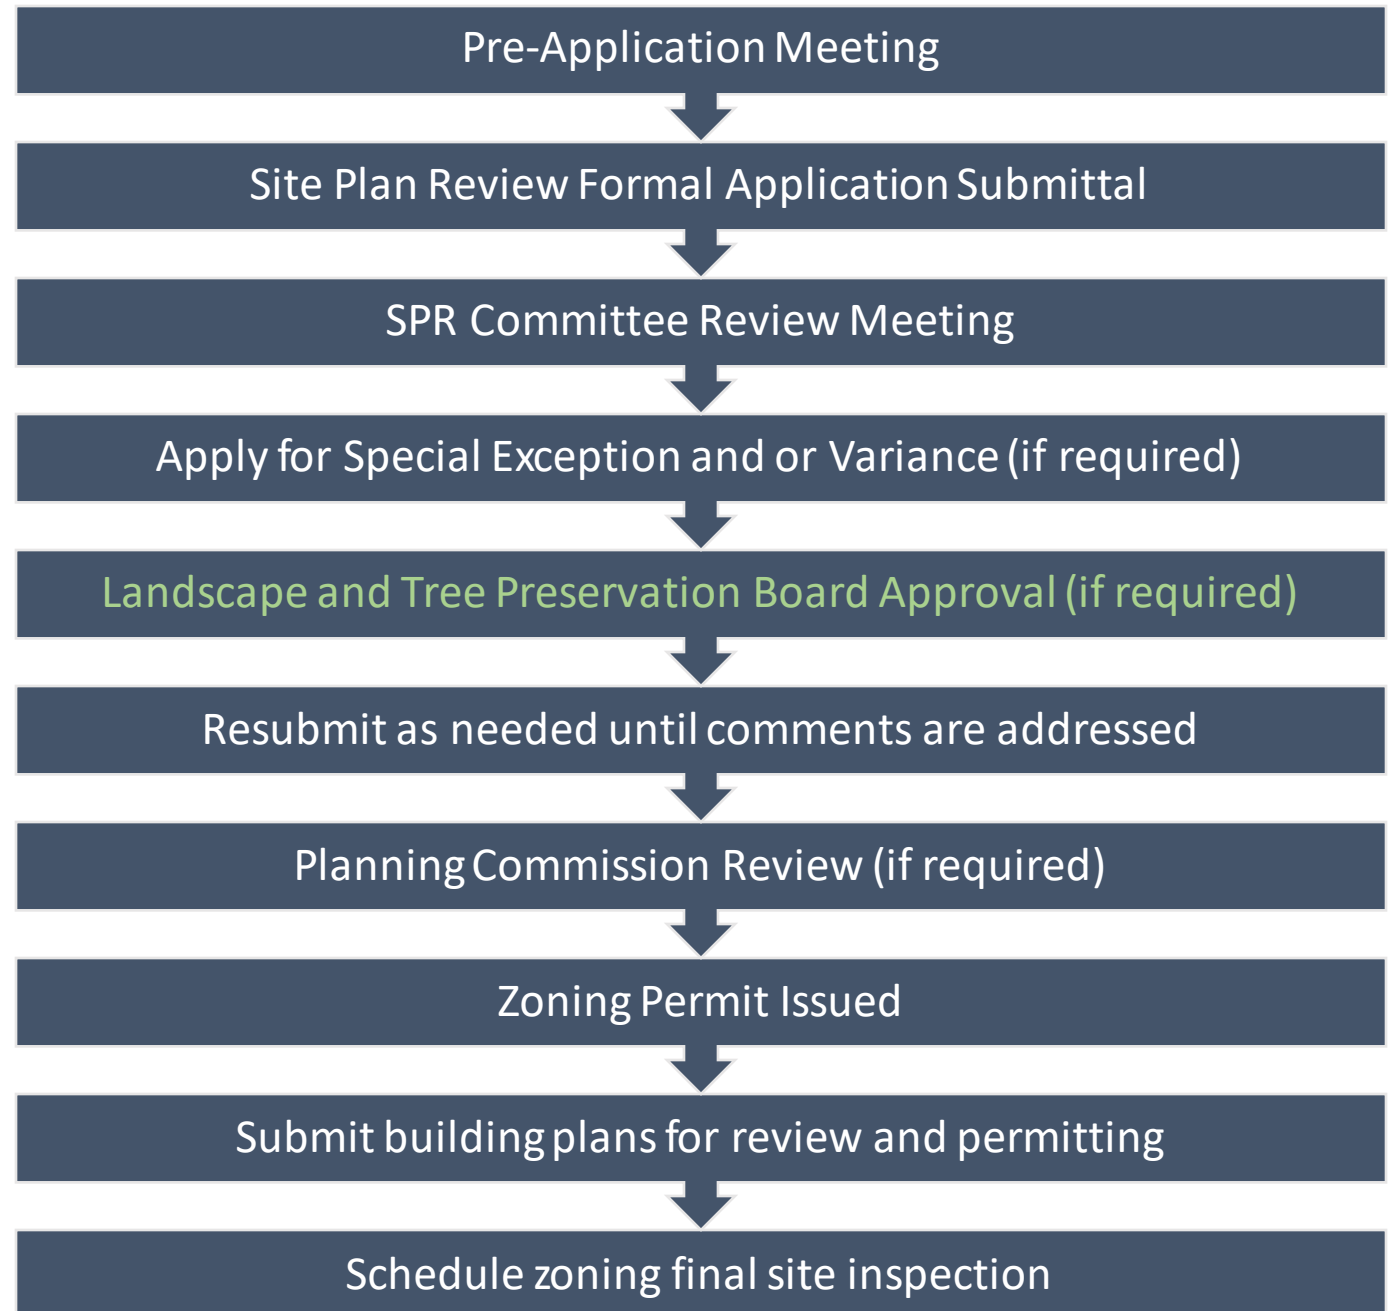 Pre-Application Meeting
Site Plan Review Formal Application Submittal
SPR Committee Review Meeting
Apply for Special Exception and or Variance (if required)
Landscape and Tree Preservation Board Approval (if required)
Resubmit as needed until comments are addressed
Planning Commission Review (if required)
Zoning Permit Issued
Submit building plans for review and permitting
Schedule zoning final site inspection